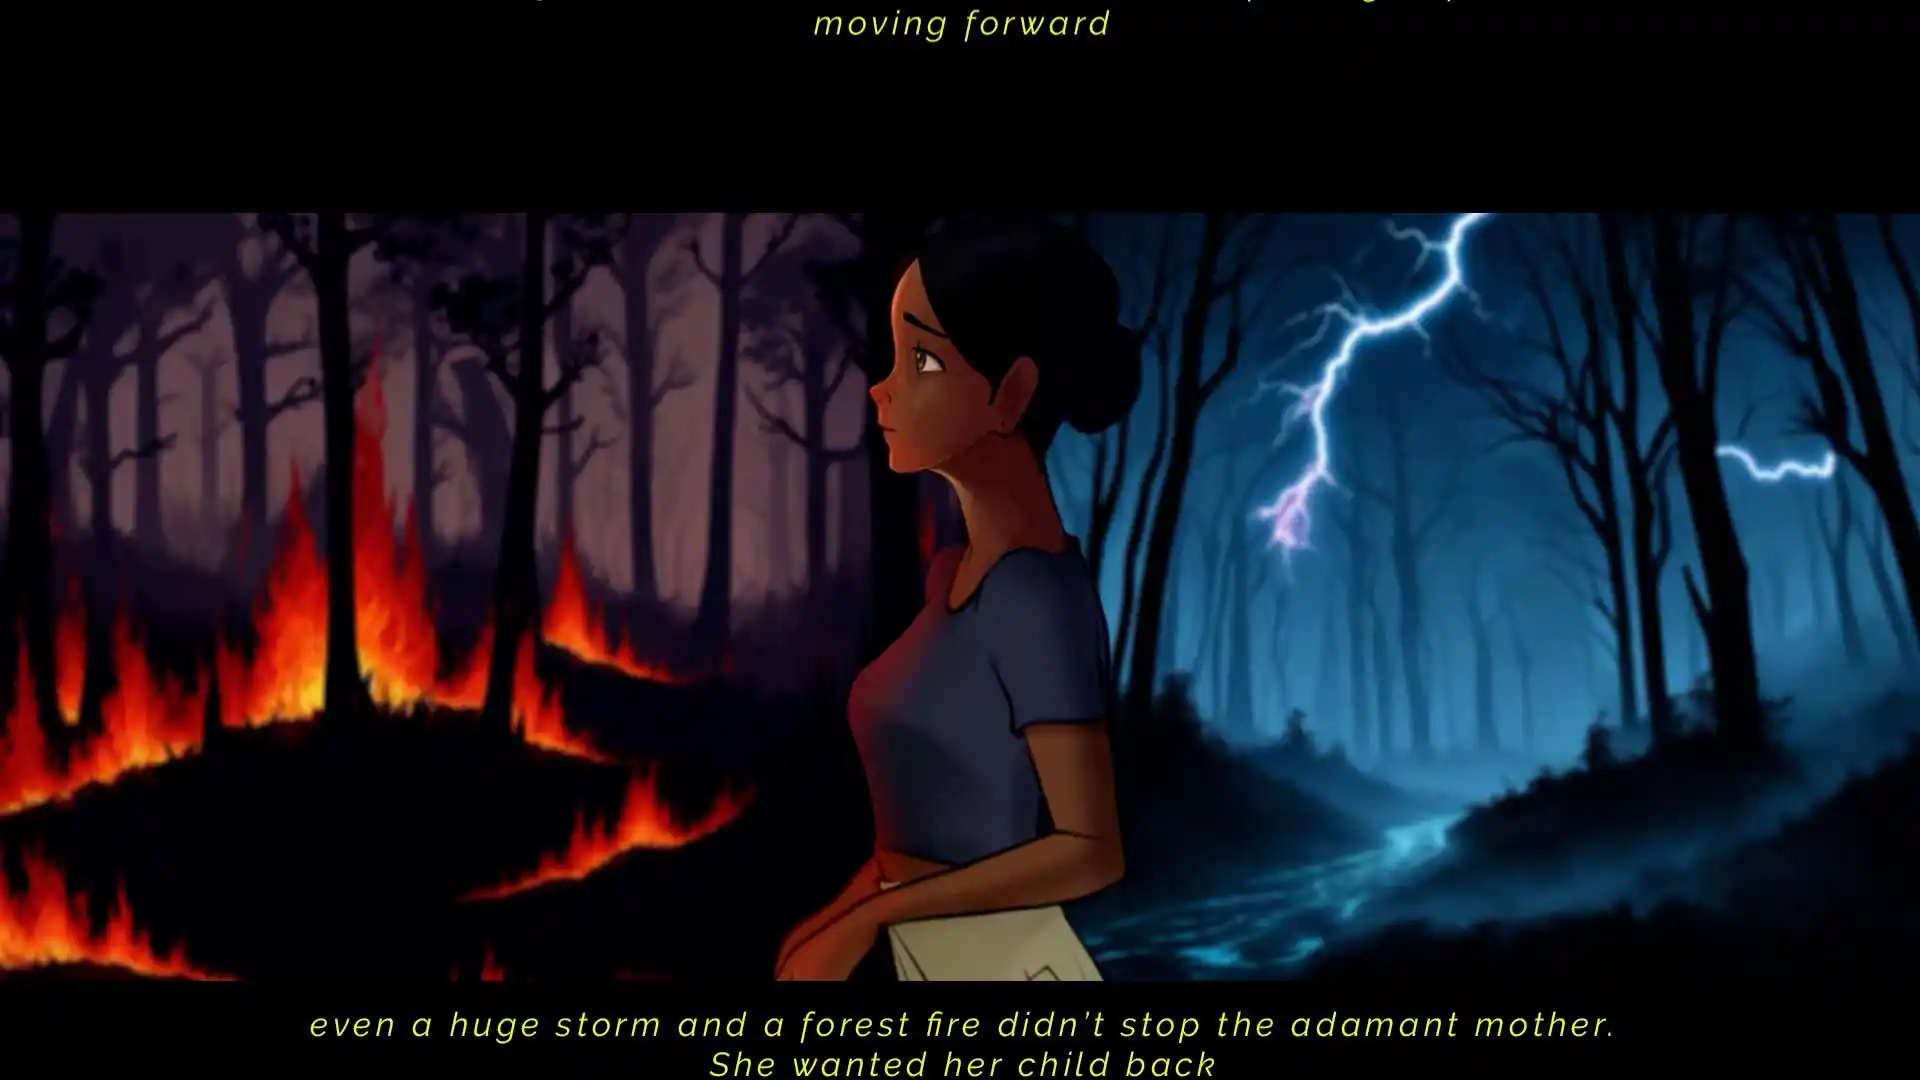 moving forward
even a huge storm and a forest fire didn't stop the adamant mother.
She wanted her child back